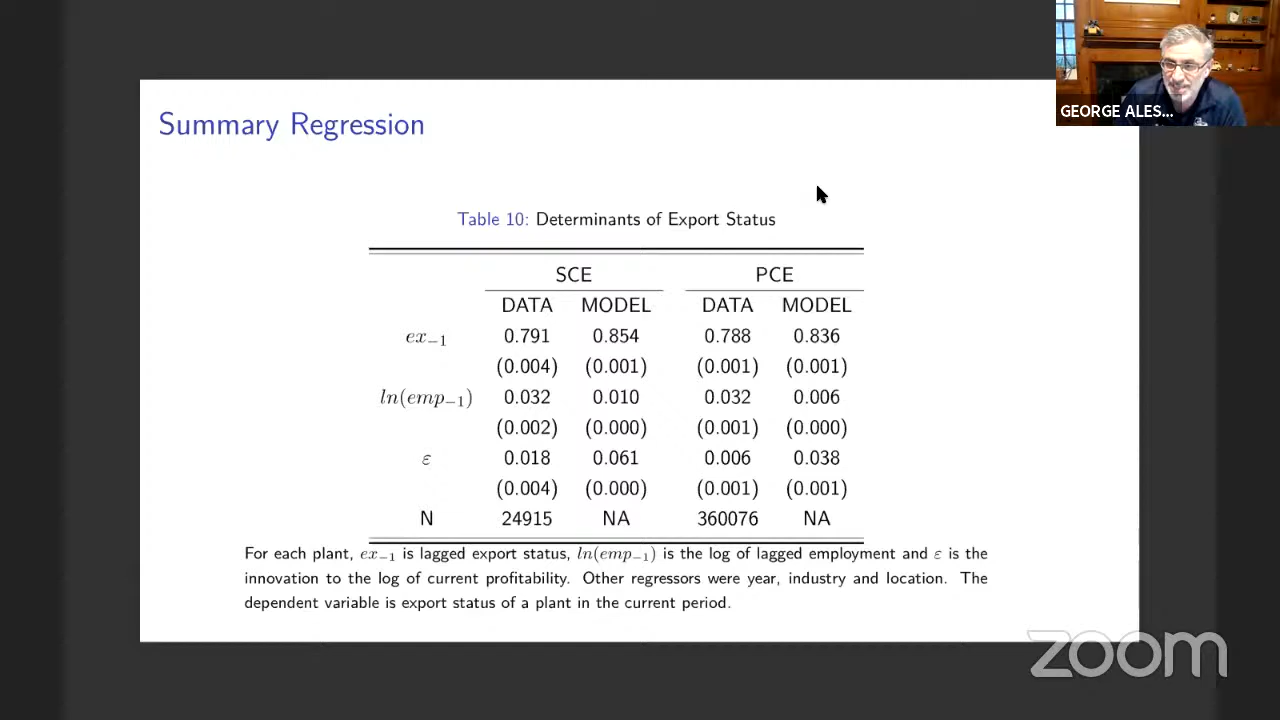 GEORGE ALES...
Summary Regression
Table 10: Determinants of Export Status
SCE PCE
DATA MODEL DATA MODEL
ex₋₁ 0.791 0.854 0.788 0.836
(0.004) (0.001) (0.001) (0.001)
ln(emp₋₁) 0.032 0.010 0.032 0.006
(0.002) (0.000) (0.001) (0.000)
ε 0.018 0.061 0.006 0.038
(0.004) (0.000) (0.001) (0.001)
N 24915 NA 360076 NA
For each plant, ex₋₁ is lagged export status, ln(emp₋₁) is the log of lagged employment and ε is the
innovation to the log of current profitability. Other regressors were year, industry and location. The
dependent variable is export status of a plant in the current period.
zoom